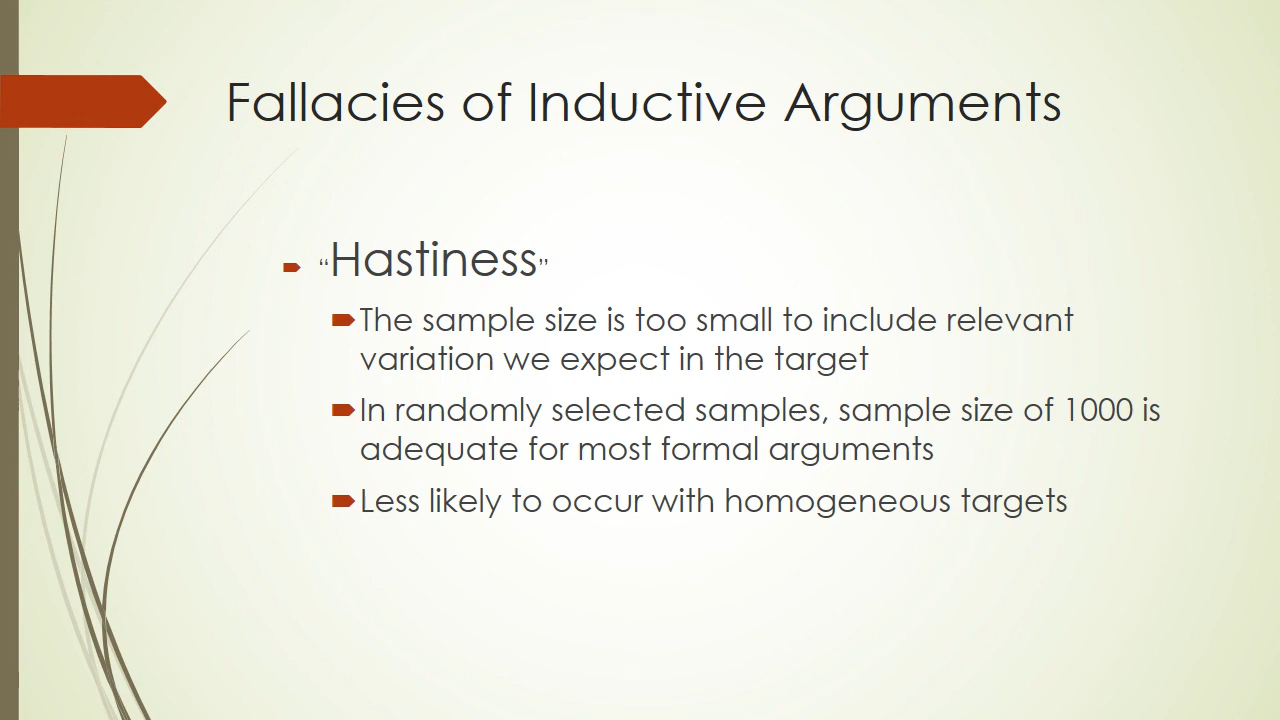 Fallacies of Inductive Arguments
“Hastiness”
The sample size is too small to include relevant
variation we expect in the target
In randomly selected samples, sample size of 1000 is
adequate for most formal arguments
Less likely to occur with homogeneous targets